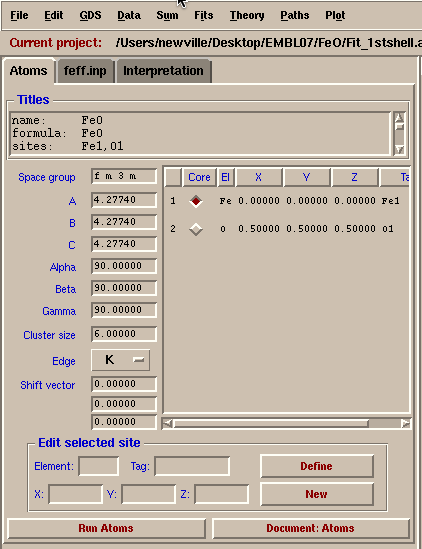 File Edit GDS Data Sum Fits Theory Paths Plot
Current project: /Users/newville/Desktop/EMBL07/FeO/Fit_1stshell.a
Atoms feff.inp Interpretation
Titles
name: FeO
formula: FeO
sites: Fe1,O1
Space group f m 3 m
A 4.27740
B 4.27740
C 4.27740
Alpha 90.00000
Beta 90.00000
Gamma 90.00000
Cluster size 6.00000
Edge K
Shift vector 0.00000
0.00000
0.00000
Core El X Y Z Ta
1 Fe 0.00000 0.00000 0.00000 Fe1
2 O 0.50000 0.50000 0.50000 O1
Edit selected site
Element: Tag: Define
X: Y: Z: New
Run Atoms Document: Atoms